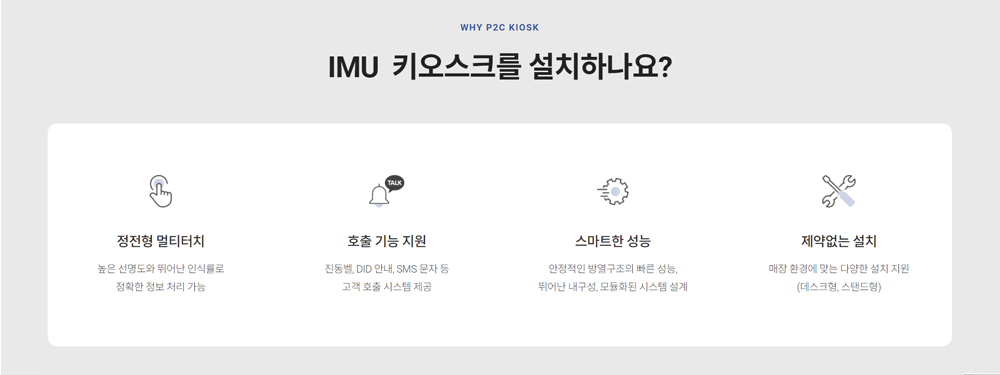 WHY P2C KIOSK
IMU 키오스크를 설치하나요?
TALK
정전형 멀티터치
높은 선명도와 뛰어난 인식률로
정확한 정보 처리 가능
호출 기능 지원
진동벨, DID 안내, SMS 문자 등
고객 호출 시스템 제공
스마트한 성능
안정적인 방열구조의 빠른 성능,
뛰어난 내구성, 모듈화된 시스템 설계
제약없는 설치
매장 환경에 맞는 다양한 설치 지원
(데스크형, 스탠드형)